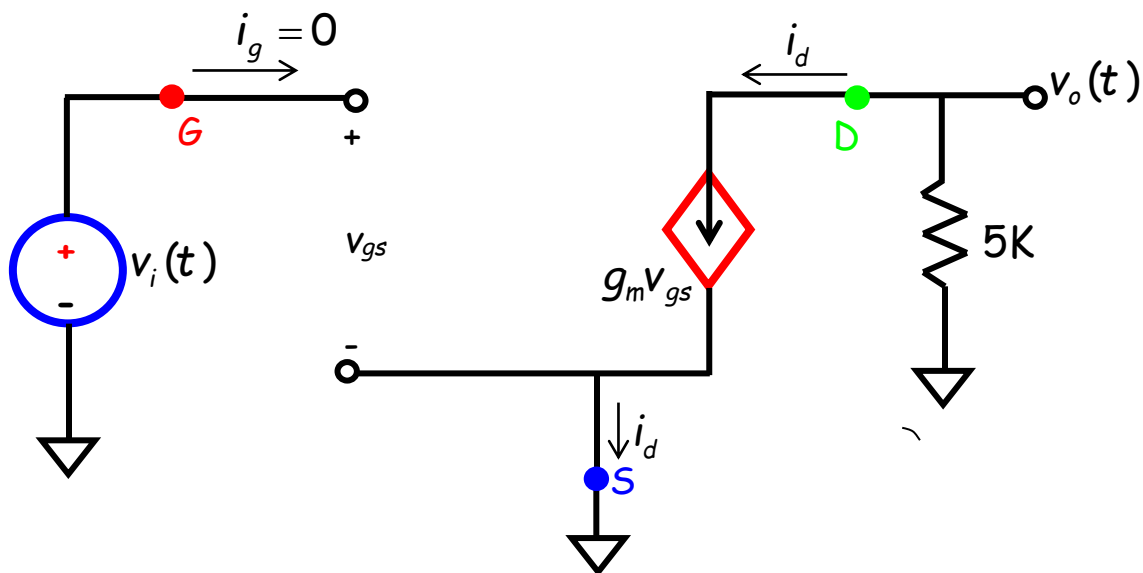 i_g = 0
i_d
v_o(t)
G
+
D
+
-
v_i(t)
v_gs
g_m v_gs
5K
-
i_d
S